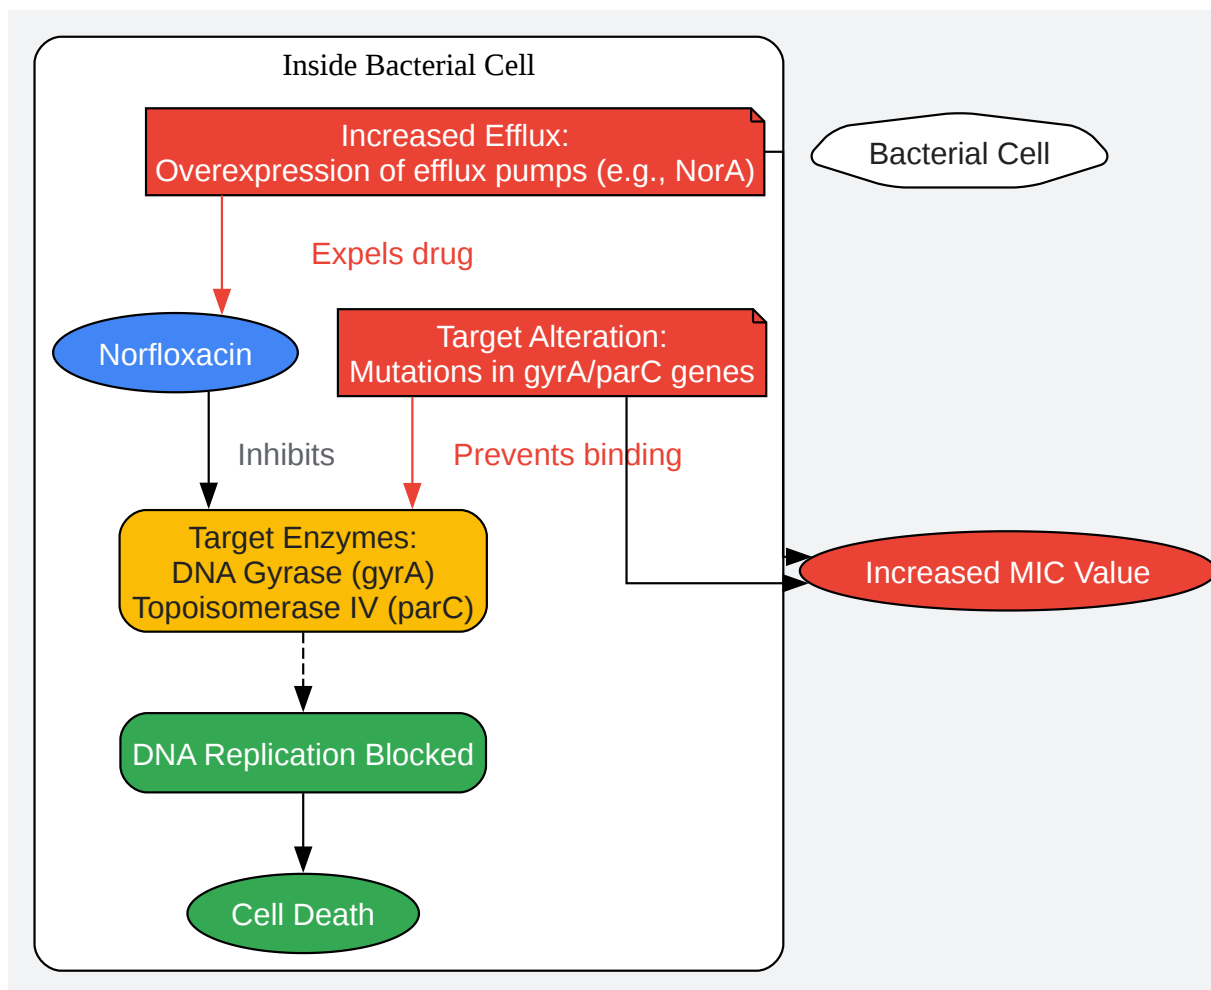 Inside Bacterial Cell
Increased Efflux:
Overexpression of efflux pumps (e.g., NorA)
Bacterial Cell
Expels drug
Norfloxacin
Target Alteration:
Mutations in gyrA/parC genes
Inhibits
Prevents binding
Target Enzymes:
DNA Gyrase (gyrA)
Topoisomerase IV (parC)
Increased MIC Value
DNA Replication Blocked
Cell Death